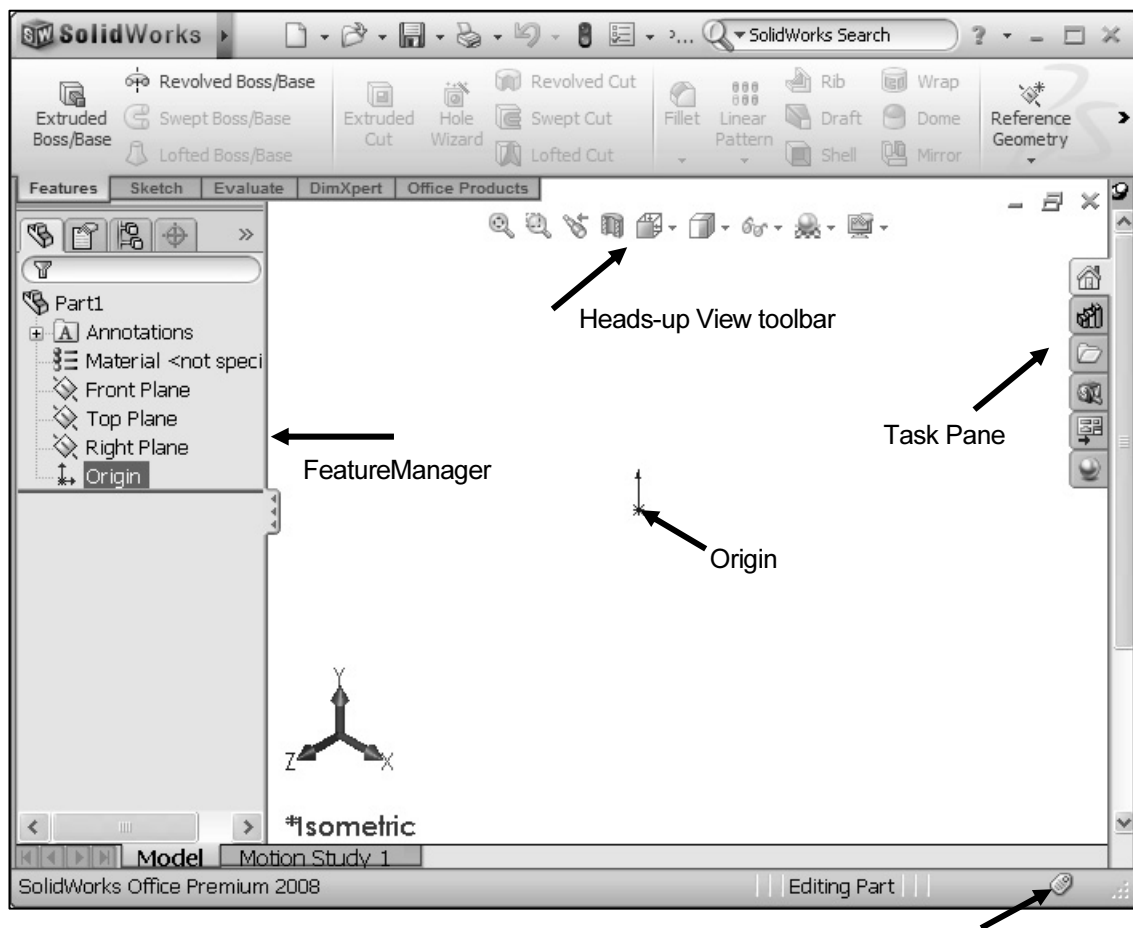 SolidWorks
SolidWorks Search
?
Extruded Boss/Base
Revolved Boss/Base
Swept Boss/Base
Lofted Boss/Base
Extruded Cut
Hole Wizard
Revolved Cut
Swept Cut
Lofted Cut
Fillet
Linear Pattern
Rib
Draft
Shell
Wrap
Dome
Mirror
Reference Geometry
Features Sketch Evaluate DimXpert Office Products
Part1
A Annotations
Material <not speci
Front Plane
Top Plane
Right Plane
Origin
Heads-up View toolbar
Task Pane
FeatureManager
Origin
Y
Z
X
*Isometric
Model Motion Study 1
SolidWorks Office Premium 2008
Editing Part